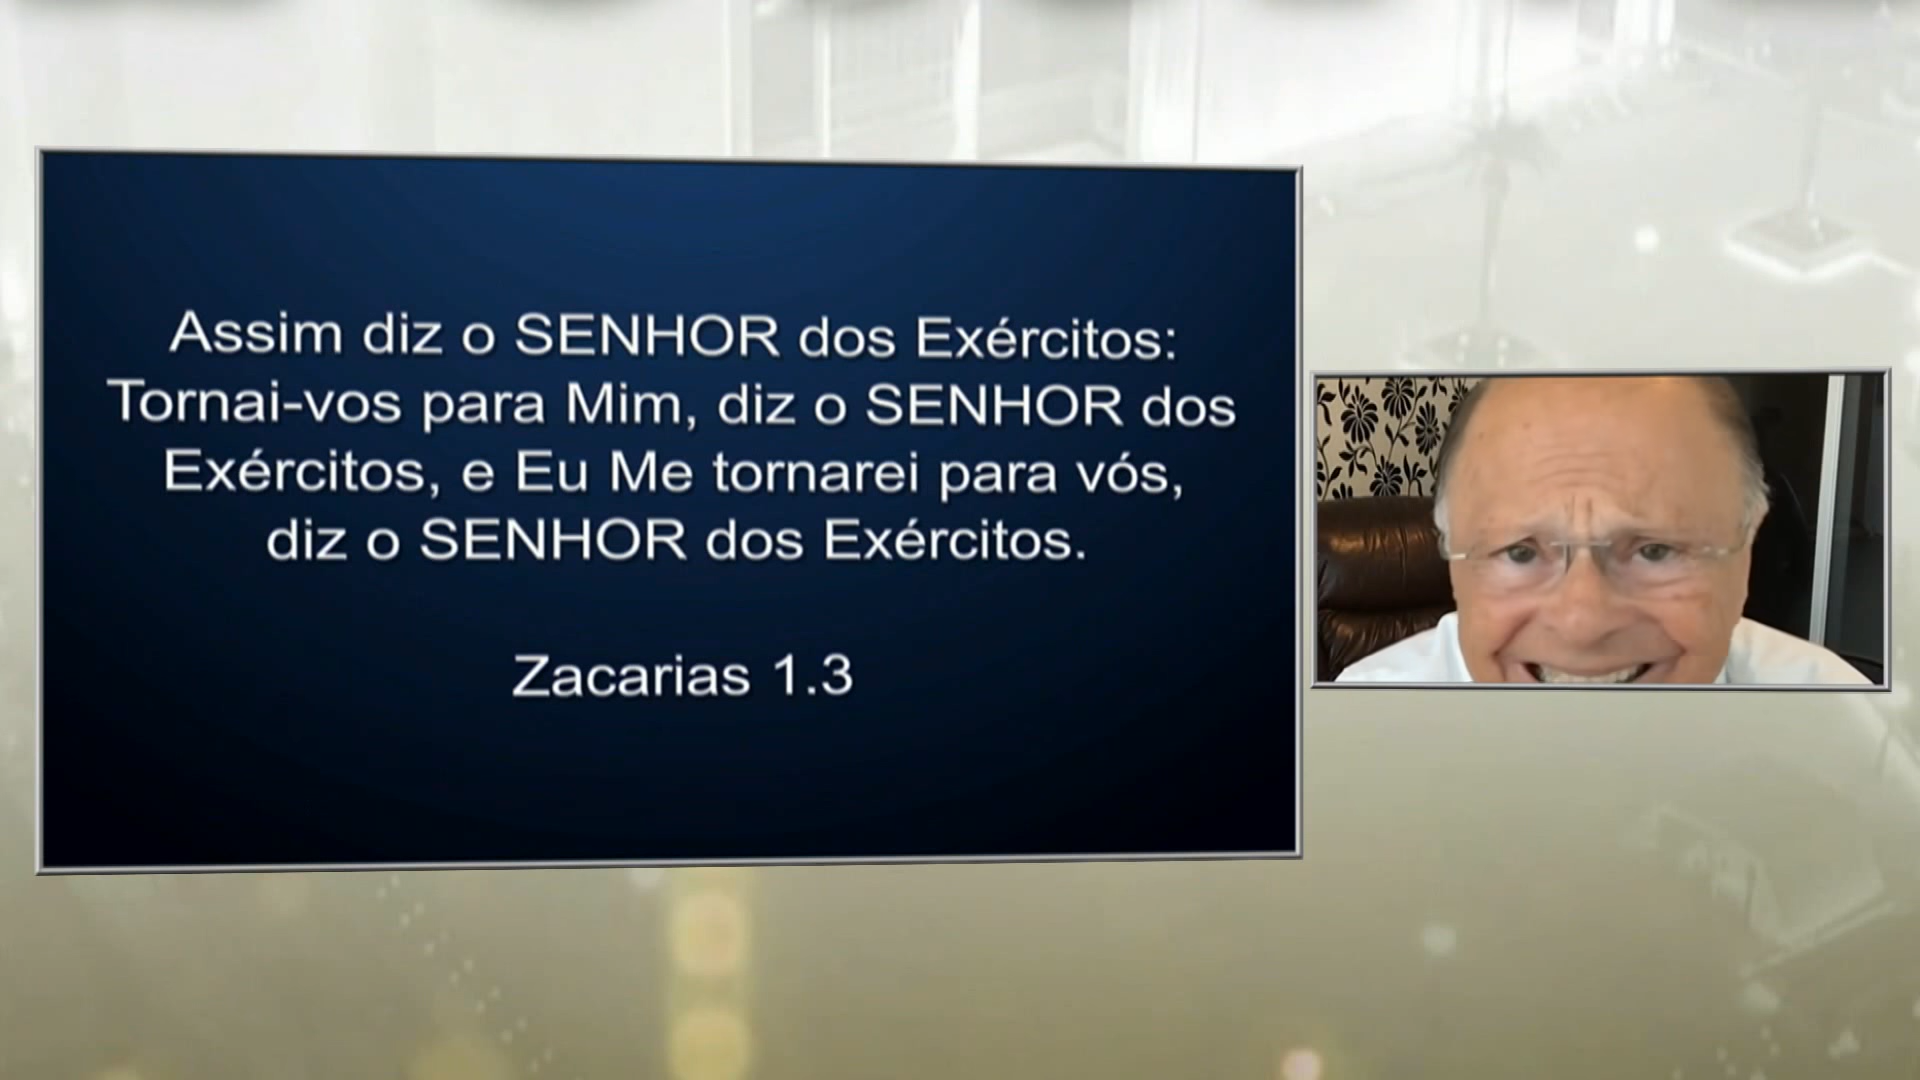 Assim diz o SENHOR dos Exércitos:
Tornai-vos para Mim, diz o SENHOR dos
Exércitos, e Eu Me tornarei para vós,
diz o SENHOR dos Exércitos.
Zacarias 1.3